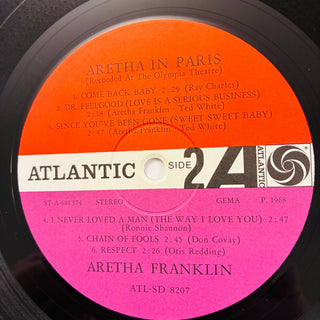 ARETHA IN PARIS
(Recorded At The Olympia Theatre)
1. COME BACK BABY 2:29 (Ray Charles)
2. DR. FEELGOOD (LOVE IS A SERIOUS BUSINESS)
2:18 (Aretha Franklin - Ted White)
3. SINCE YOU'VE BEEN GONE (SWEET SWEET BABY)
2:47 (Aretha Franklin - Ted White)
ATLANTIC SIDE 2 A ATLANTIC
ST-A-681374 STEREO GEMA P. 1968
4. I NEVER LOVED A MAN (THE WAY I LOVE YOU) 2:47
(Ronnie Shannon)
5. CHAIN OF FOOLS 2:45 (Don Covay)
6. RESPECT 2:26 (Otis Redding)
ARETHA FRANKLIN
ATL-SD 8207